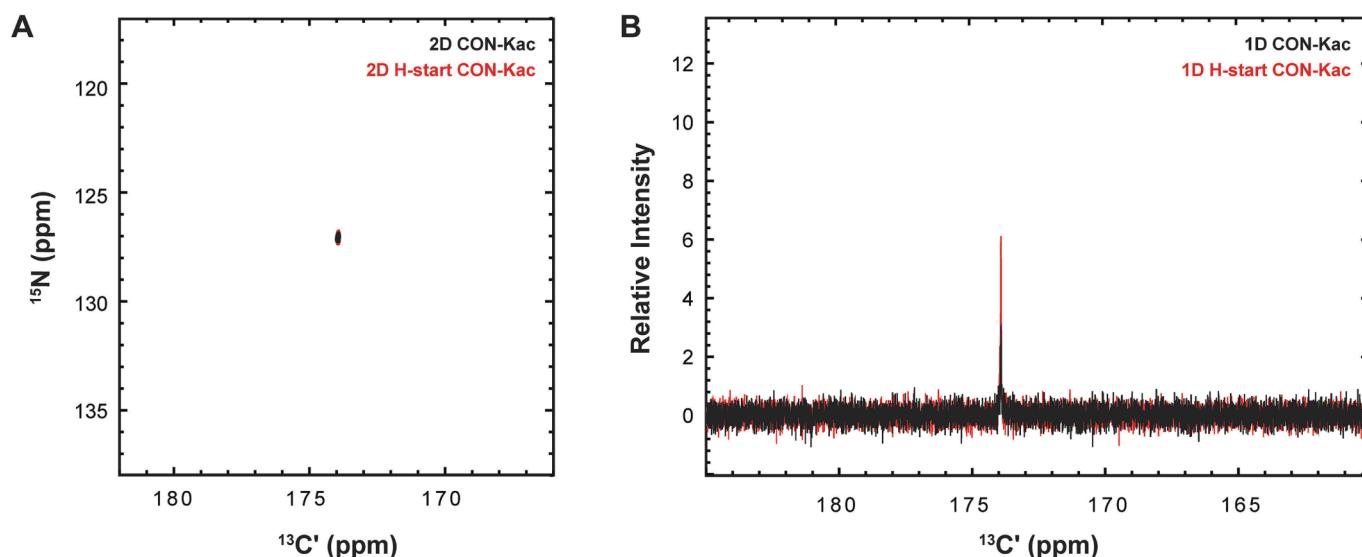 A
2D CON-Kac
2D H-start CON-Kac
120
125
130
135
¹⁵N (ppm)
180
175
170
¹³C' (ppm)
B
1D CON-Kac
1D H-start CON-Kac
12
10
8
6
4
2
0
Relative Intensity
180
175
170
165
¹³C' (ppm)